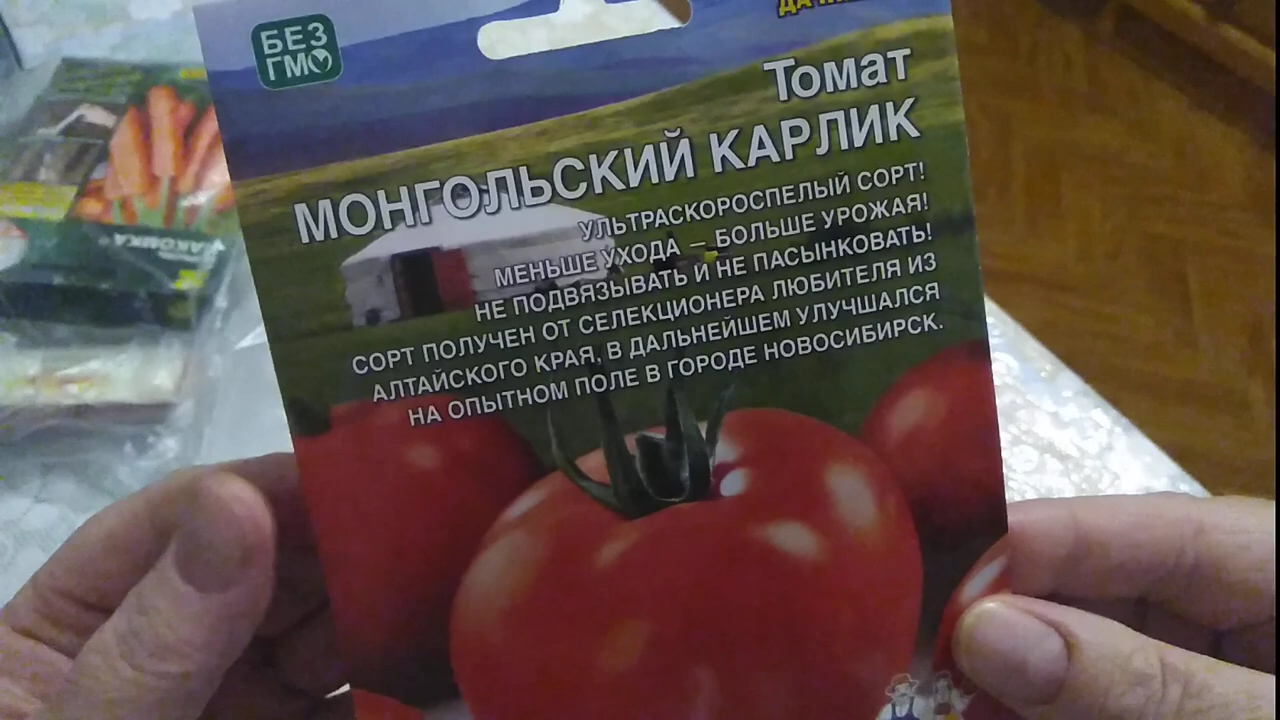 БЕЗ
ГМО
Томат
МОНГОЛЬСКИЙ КАРЛИК
УЛЬТРАСКОРОСПЕЛЫЙ СОРТ!
МЕНЬШЕ УХОДА – БОЛЬШЕ УРОЖАЯ!
НЕ ПОДВЯЗЫВАТЬ И НЕ ПАСЫНКОВАТЬ!
СОРТ ПОЛУЧЕН ОТ СЕЛЕКЦИОНЕРА ЛЮБИТЕЛЯ ИЗ
АЛТАЙСКОГО КРАЯ, В ДАЛЬНЕЙШЕМ УЛУЧШАЛСЯ
НА ОПЫТНОМ ПОЛЕ В ГОРОДЕ НОВОСИБИРСК.